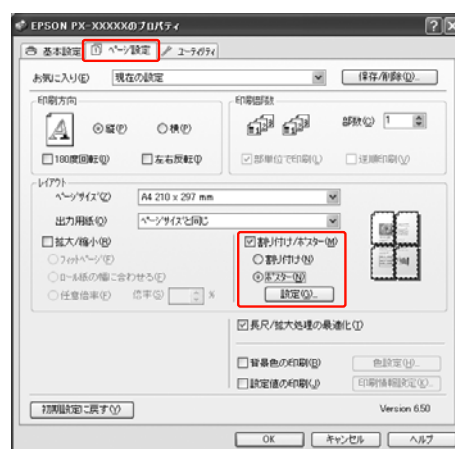 EPSON PX-XXXXXのプロパティ
基本設定 ページ設定 ユーティリティ
お気に入り(E) 現在の設定 保存/削除(D)...
印刷方向
縦(P) 横(P)
180度回転(Q) 左右反転(I)
印刷部数
部数(C) 1
部単位で印刷(L) 逆順印刷(V)
レイアウト
ページサイズ(Z) A4 210 x 297 mm
出力用紙(O) ページサイズと同じ
拡大/縮小(B)
フィットページ(E)
ロール紙の幅に合わせる(F)
任意倍率(F) 倍率(S) %
割り付け/ポスター(M)
割り付け(N)
ポスター(N)
設定(G)...
長尺/拡大処理の最適化(T)
背景色の印刷(R) 色設定(H)...
設定値の印刷(J) 印刷情報設定(K)...
初期設定に戻す(Y) Version 6.50
OK キャンセル ヘルプ